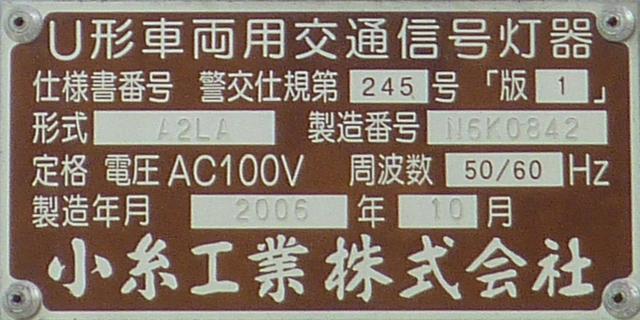 U形車両用交通信号灯器
仕様書番号 警交仕規第 245 号 「版 1 」
形式 A2LA 製造番号 N6K0842
定格 電圧 AC100V 周波数 50/60 Hz
製造年月 2006 年 10 月
小糸工業株式会社